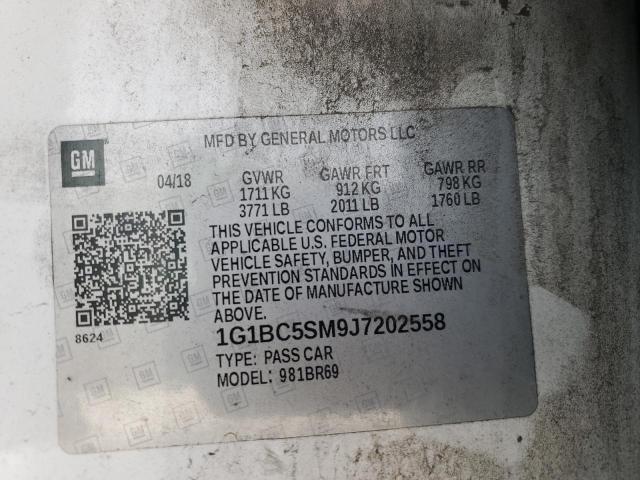 MFD BY GENERAL MOTORS LLC
GM
04/18
GVWR GAWR FRT GAWR RR
1711 KG 912 KG 798 KG
3771 LB 2011 LB 1760 LB
THIS VEHICLE CONFORMS TO ALL
APPLICABLE U.S. FEDERAL MOTOR
VEHICLE SAFETY, BUMPER, AND THEFT
PREVENTION STANDARDS IN EFFECT ON
THE DATE OF MANUFACTURE SHOWN
ABOVE.
8624
1G1BC5SM9J7202558
TYPE: PASS CAR
MODEL: 981BR69